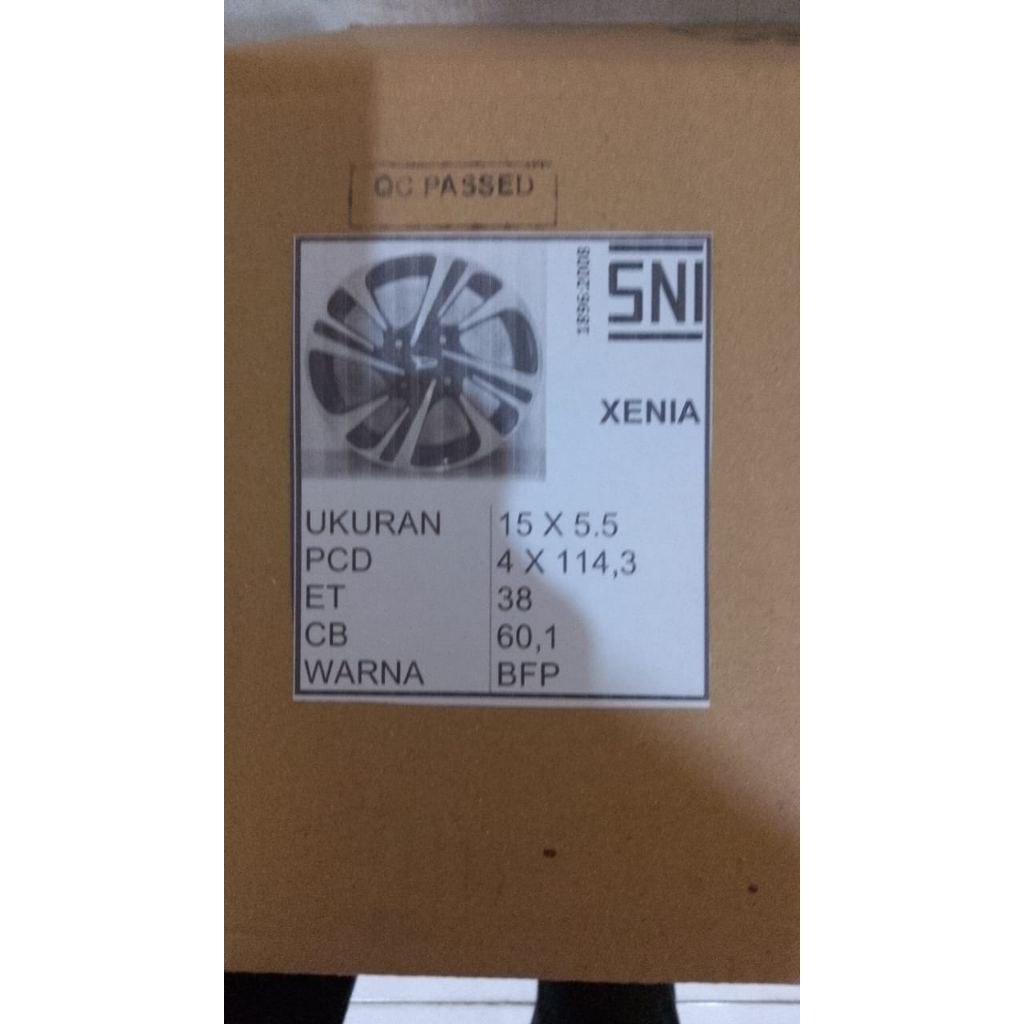 QC PASSED
SNI
1896:2008
XENIA
UKURAN 15 X 5.5
PCD 4 X 114,3
ET 38
CB 60,1
WARNA BFP